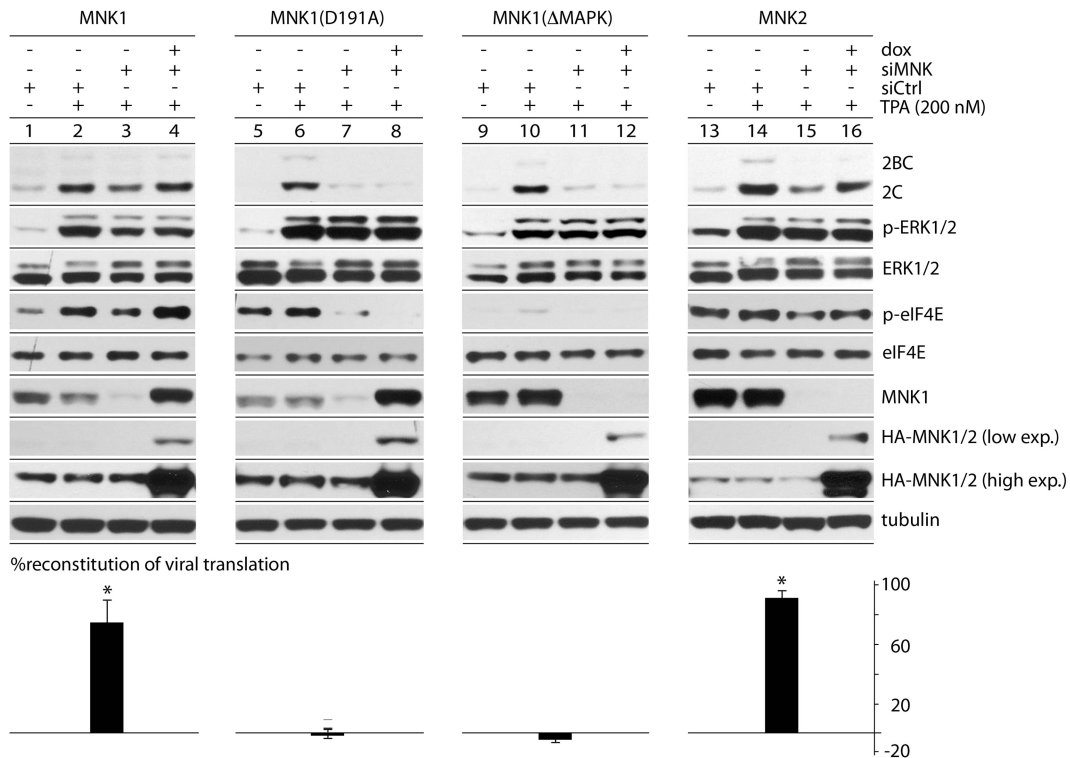 MNK1 MNK1(D191A) MNK1(ΔMAPK) MNK2
- - - + - - - + - - - + - - - + dox
- - + + - - + + - - + + - - + + siMNK
+ + - - + + - - + + - - + + - - siCtrl
- + + + - + + + - + + + - + + + TPA (200 nM)
1 2 3 4 5 6 7 8 9 10 11 12 13 14 15 16
2BC
2C
p-ERK1/2
ERK1/2
p-eIF4E
eIF4E
MNK1
HA-MNK1/2 (low exp.)
HA-MNK1/2 (high exp.)
tubulin
%reconstitution of viral translation
* * 100
60
20
-20